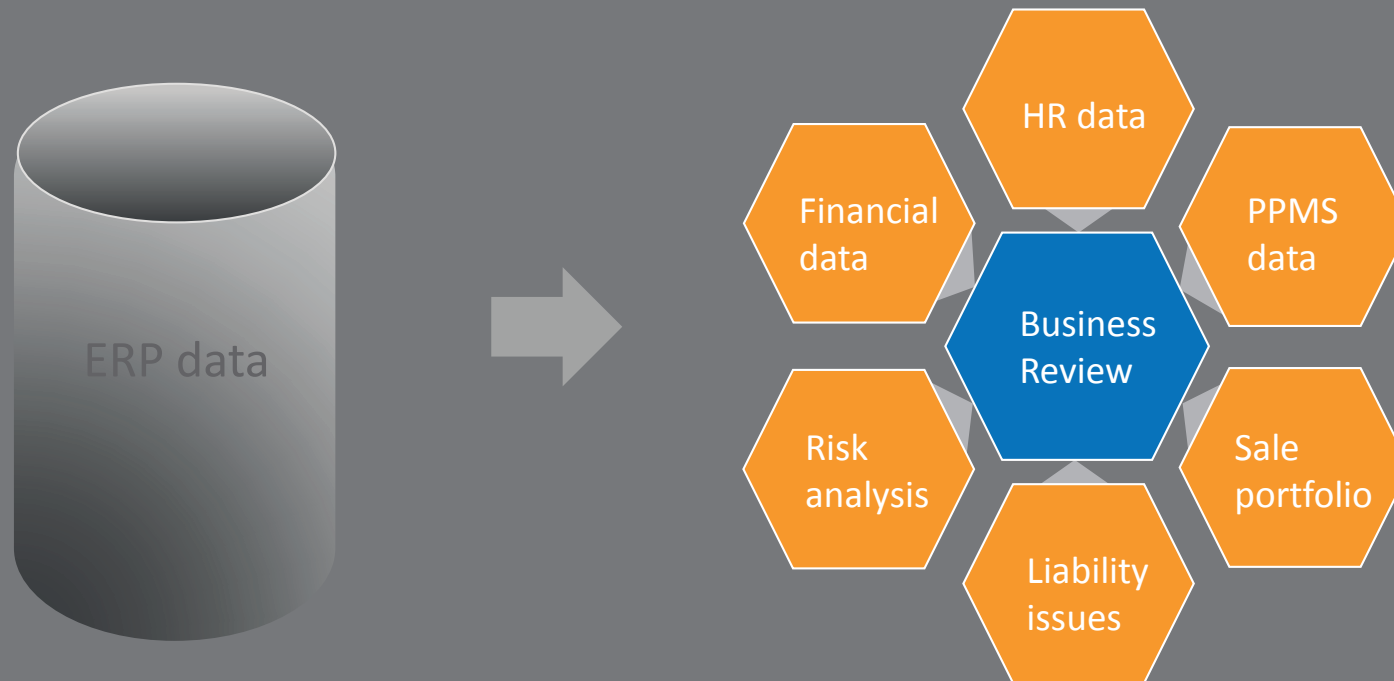 ERP data
HR data
Financial
data
PPMS
data
Business
Review
Risk
analysis
Sale
portfolio
Liability
issues